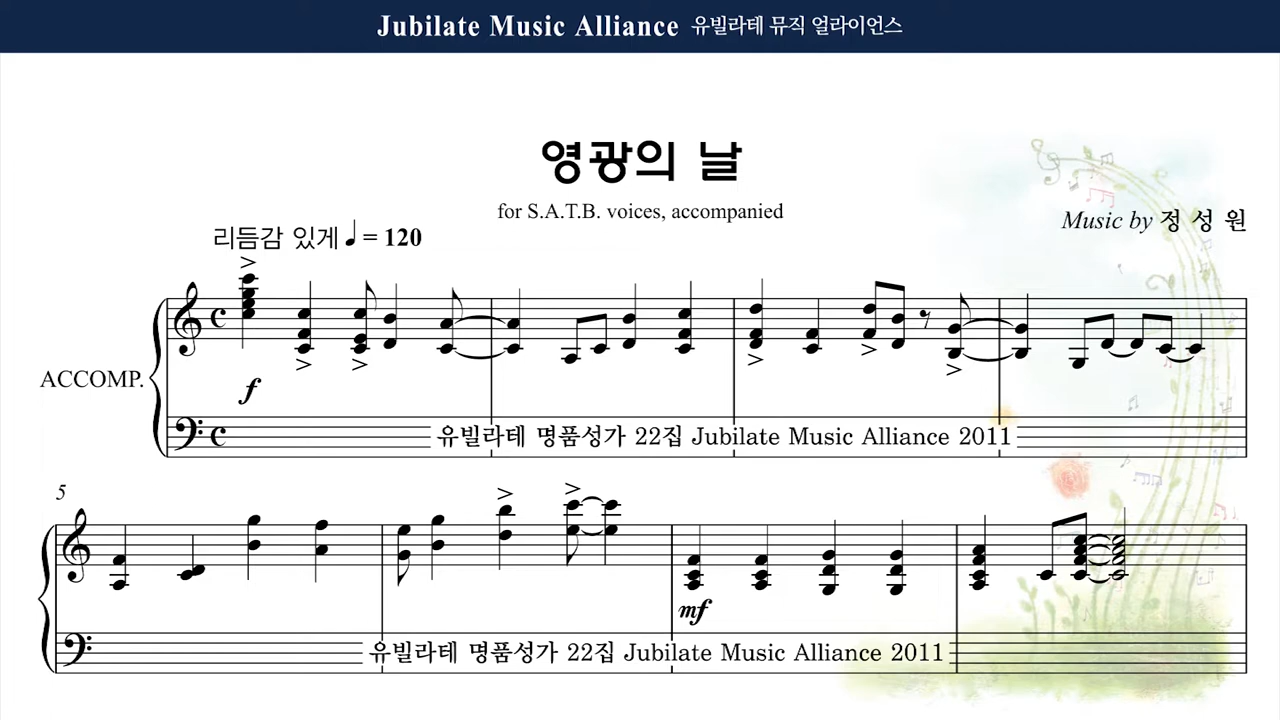 Jubilate Music Alliance 유빌라테 뮤직 얼라이언스
영광의 날
for S.A.T.B. voices, accompanied
Music by 정 성 원
리듬감 있게 ♩ = 120
ACCOMP.
f
유빌라테 명품성가 22집 Jubilate Music Alliance 2011
5
mf
유빌라테 명품성가 22집 Jubilate Music Alliance 2011